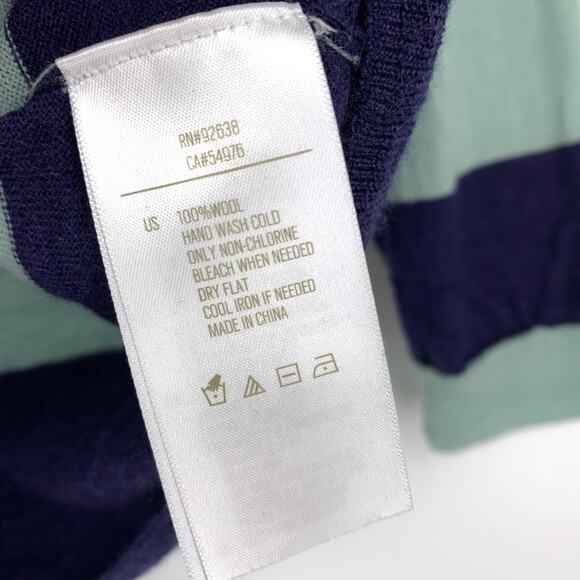 RN#92638
CA#54976
US 100%WOOL
HAND WASH COLD
ONLY NON-CHLORINE
BLEACH WHEN NEEDED
DRY FLAT
COOL IRON IF NEEDED
MADE IN CHINA